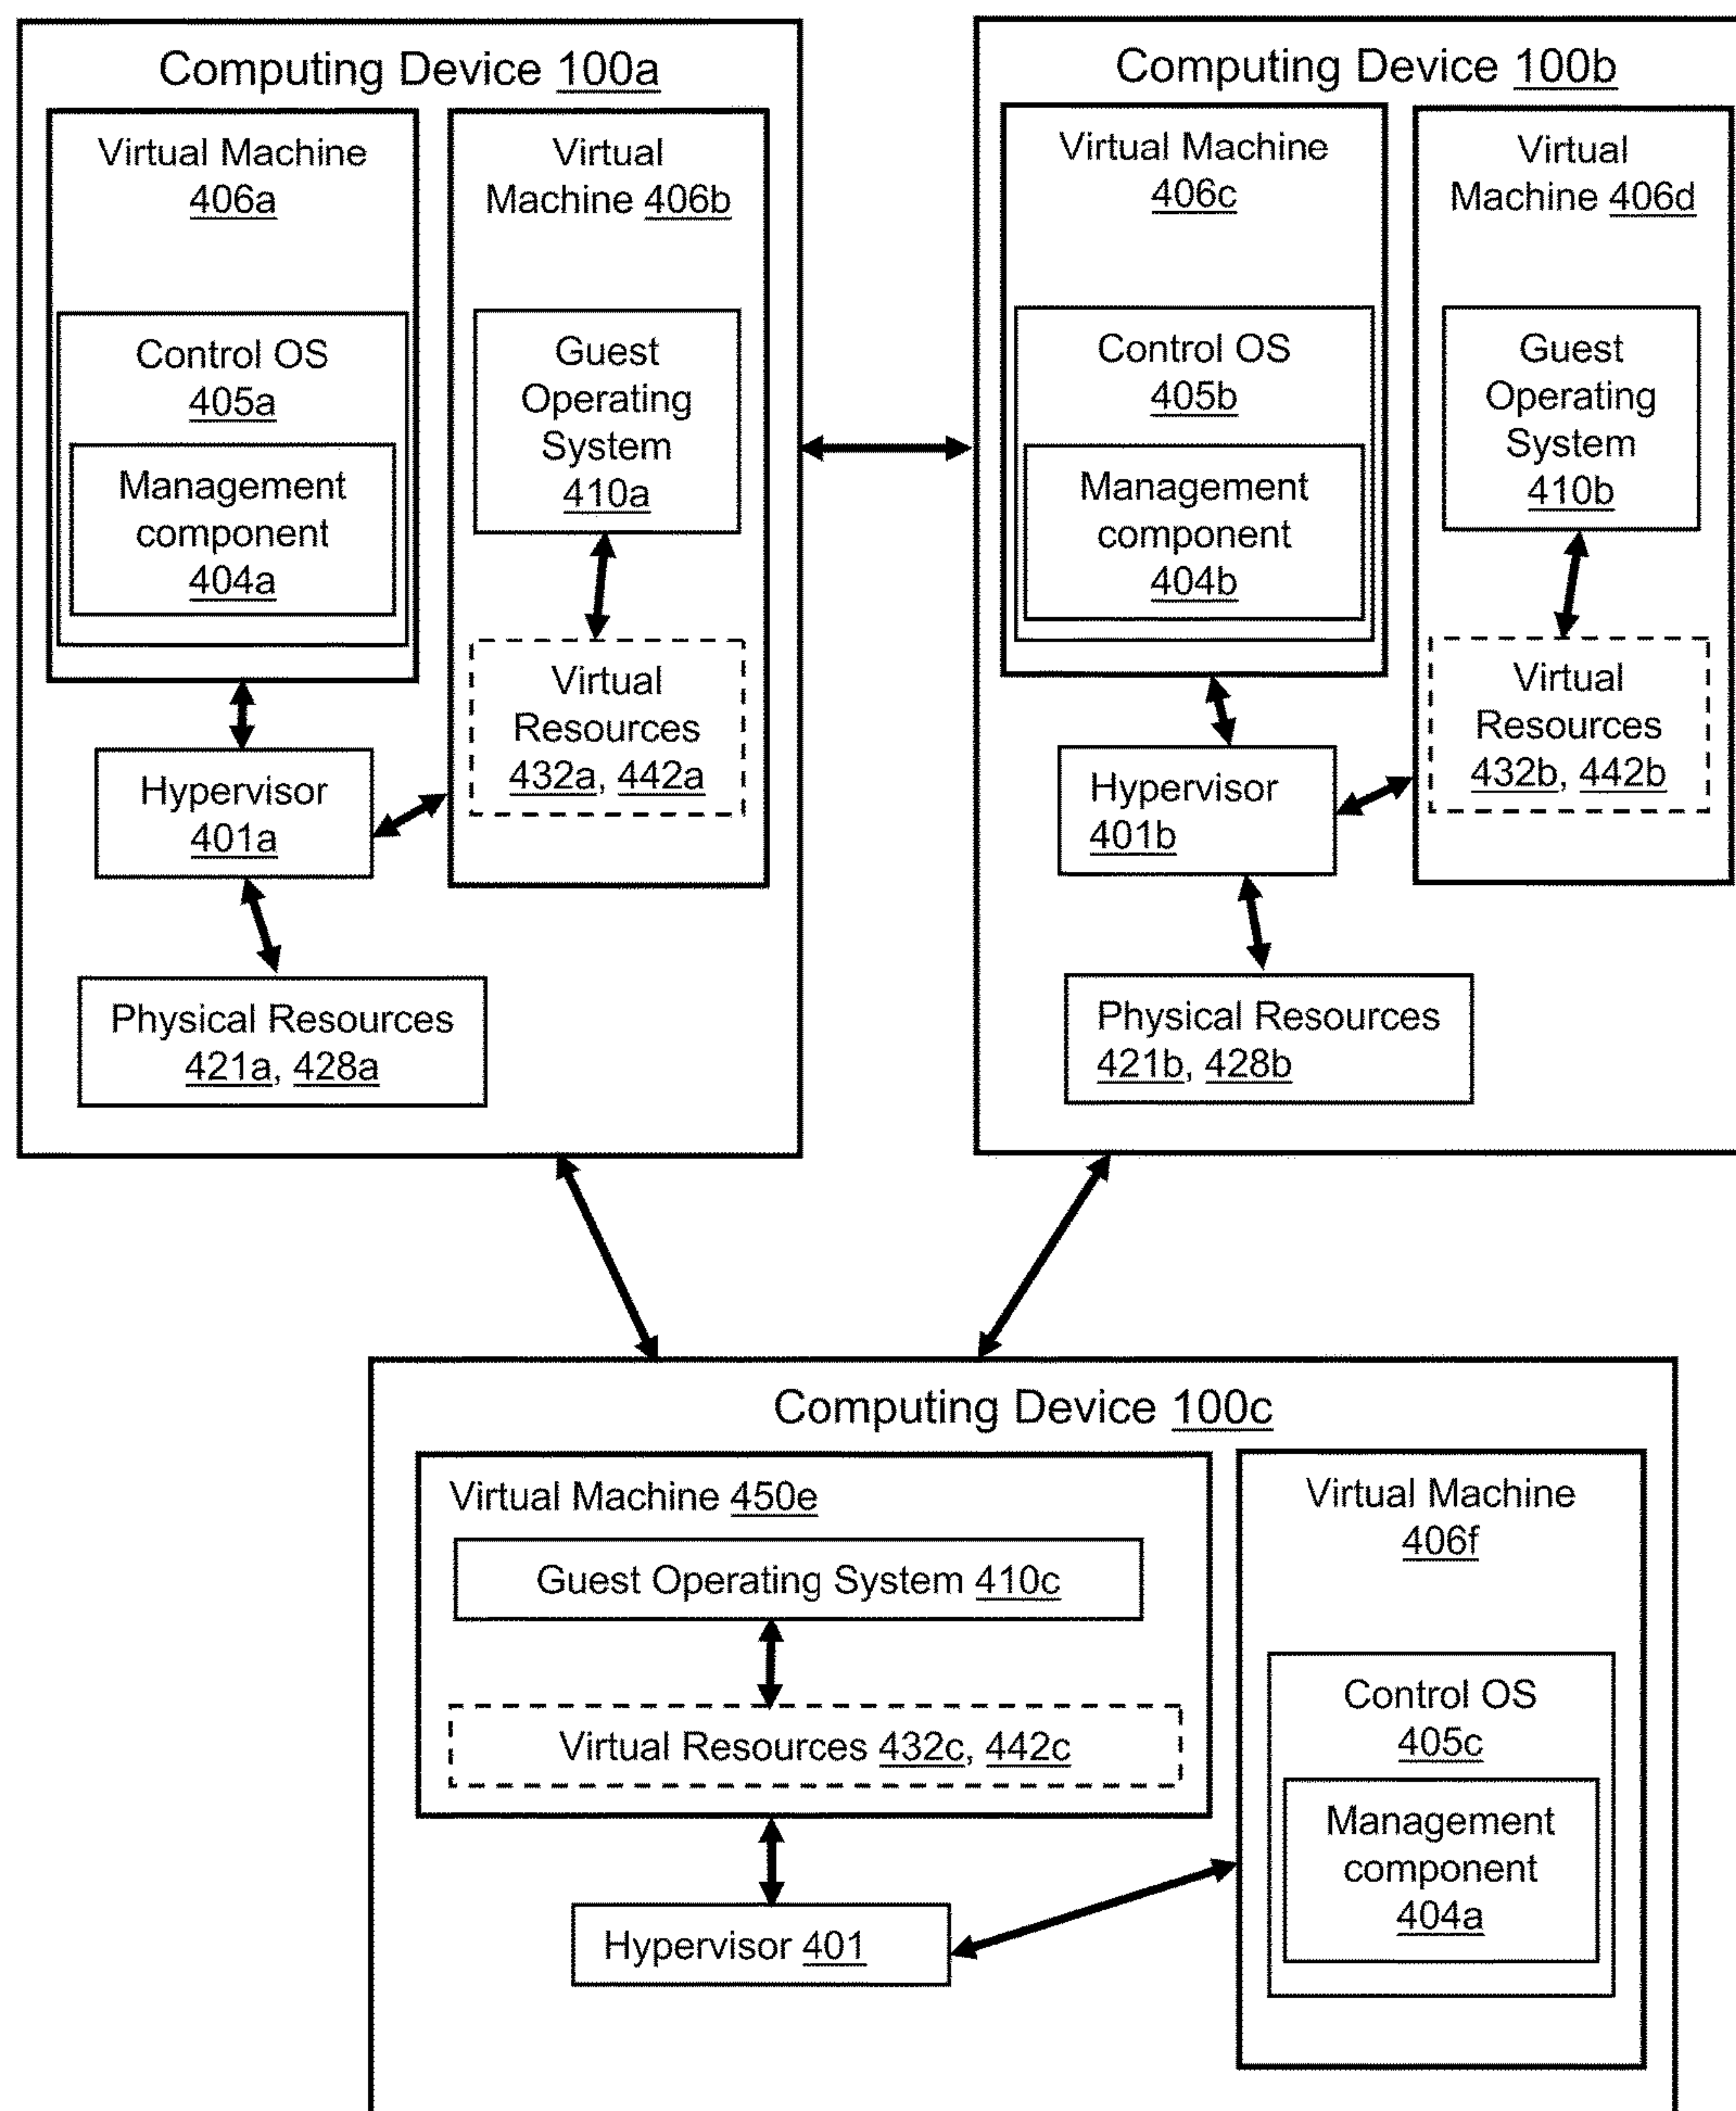 Computing Device 100a
Virtual Machine
406a
Control OS
405a
Management
component
404a
Virtual
Machine 406b
Guest
Operating
System
410a
Virtual
Resources
432a, 442a
Hypervisor
401a
Physical Resources
421a, 428a
Computing Device 100b
Virtual Machine
406c
Control OS
405b
Management
component
404b
Virtual
Machine 406d
Guest
Operating
System
410b
Virtual
Resources
432b, 442b
Hypervisor
401b
Physical Resources
421b, 428b
Computing Device 100c
Virtual Machine 450e
Guest Operating System 410c
Virtual Resources 432c, 442c
Hypervisor 401
Virtual Machine
406f
Control OS
405c
Management
component
404a